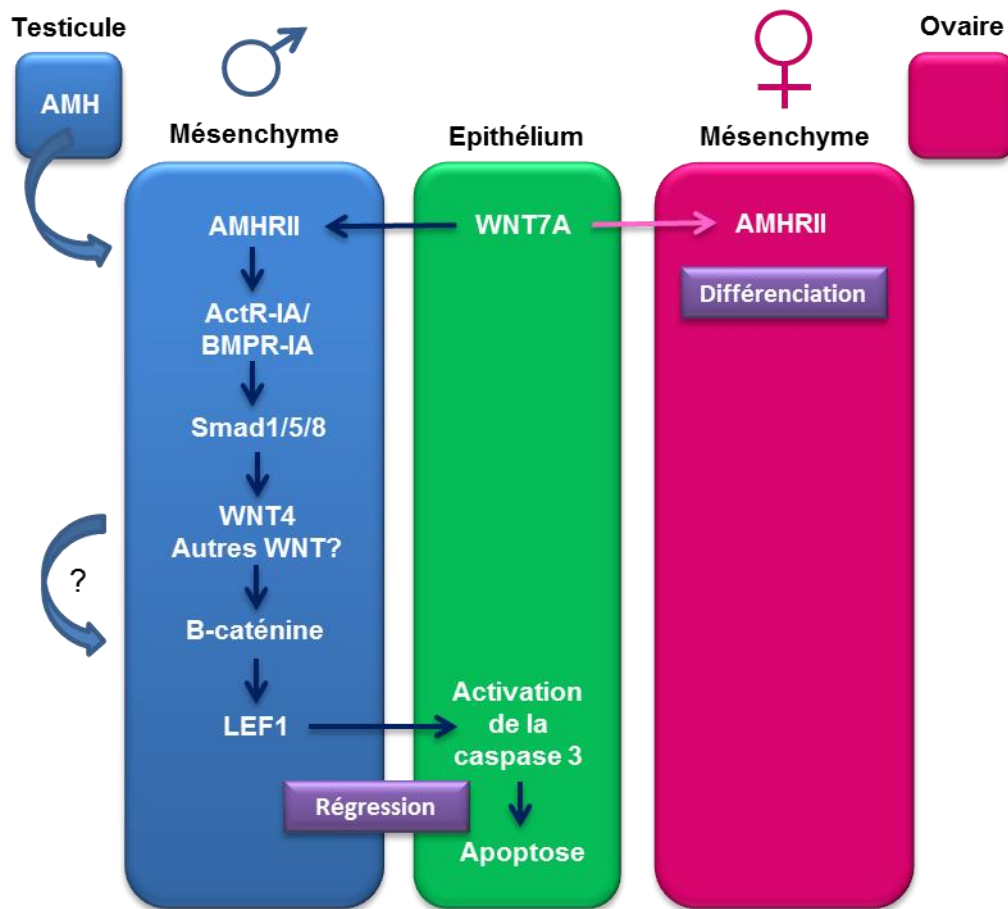 Testicule
Ovaire
AMH
Mésenchyme
Epithélium
Mésenchyme
AMHRII
WNT7A
AMHRII
Différenciation
ActR-IA/
BMPR-IA
Smad1/5/8
WNT4
Autres WNT?
?
B-caténine
LEF1
Activation
de la
caspase 3
Régression
Apoptose